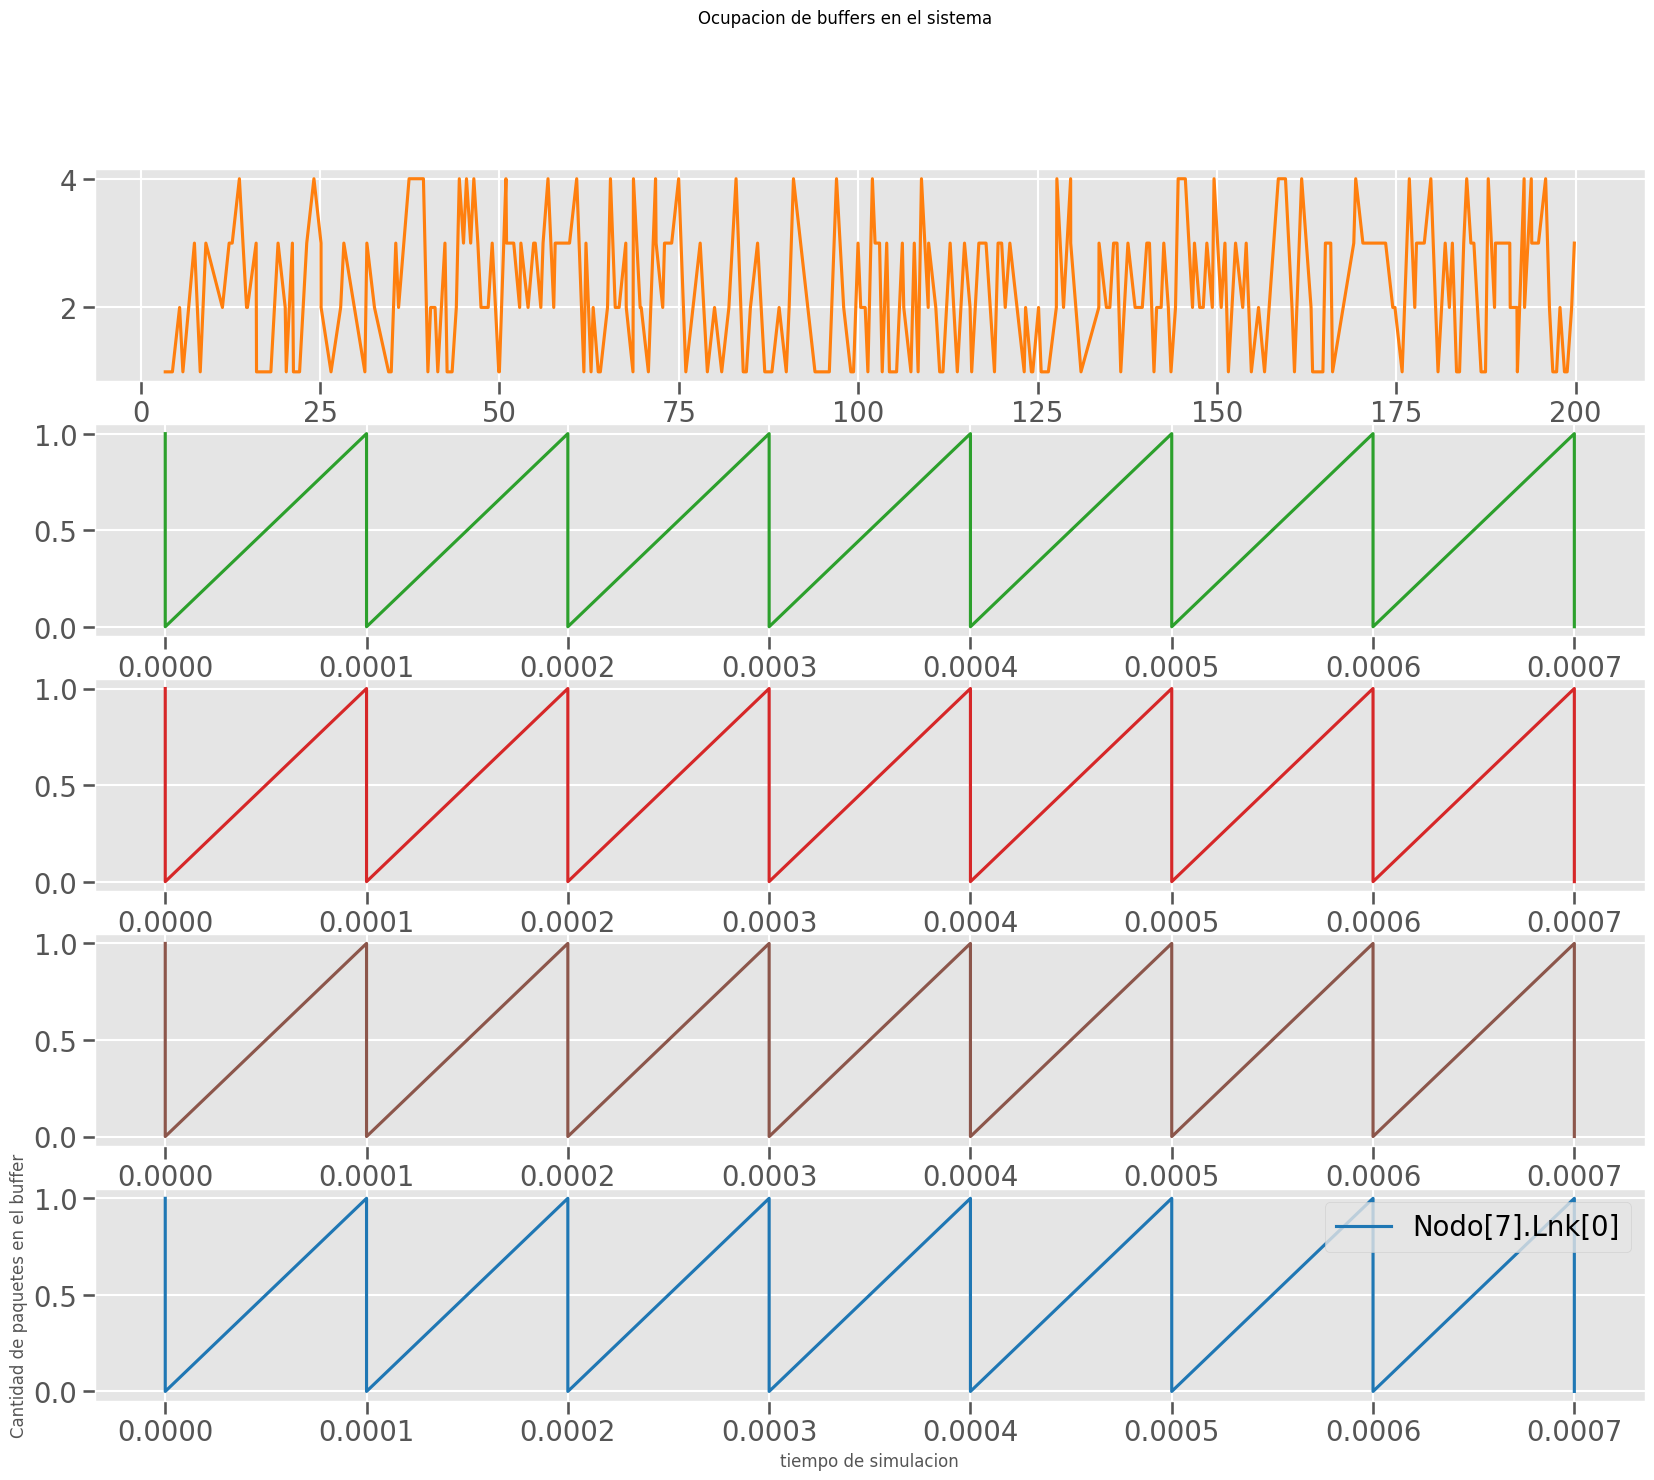 Ocupacion de buffers en el sistema
4
2
0 25 50 75 100 125 150 175 200
1.0
0.5
0.0
0.0000 0.0001 0.0002 0.0003 0.0004 0.0005 0.0006 0.0007
1.0
0.5
0.0
0.0000 0.0001 0.0002 0.0003 0.0004 0.0005 0.0006 0.0007
1.0
0.5
0.0
0.0000 0.0001 0.0002 0.0003 0.0004 0.0005 0.0006 0.0007
Cantidad de paquetes en el buffer
1.0
0.5
0.0
Nodo[7].Lnk[0]
0.0000 0.0001 0.0002 0.0003 0.0004 0.0005 0.0006 0.0007
tiempo de simulacion